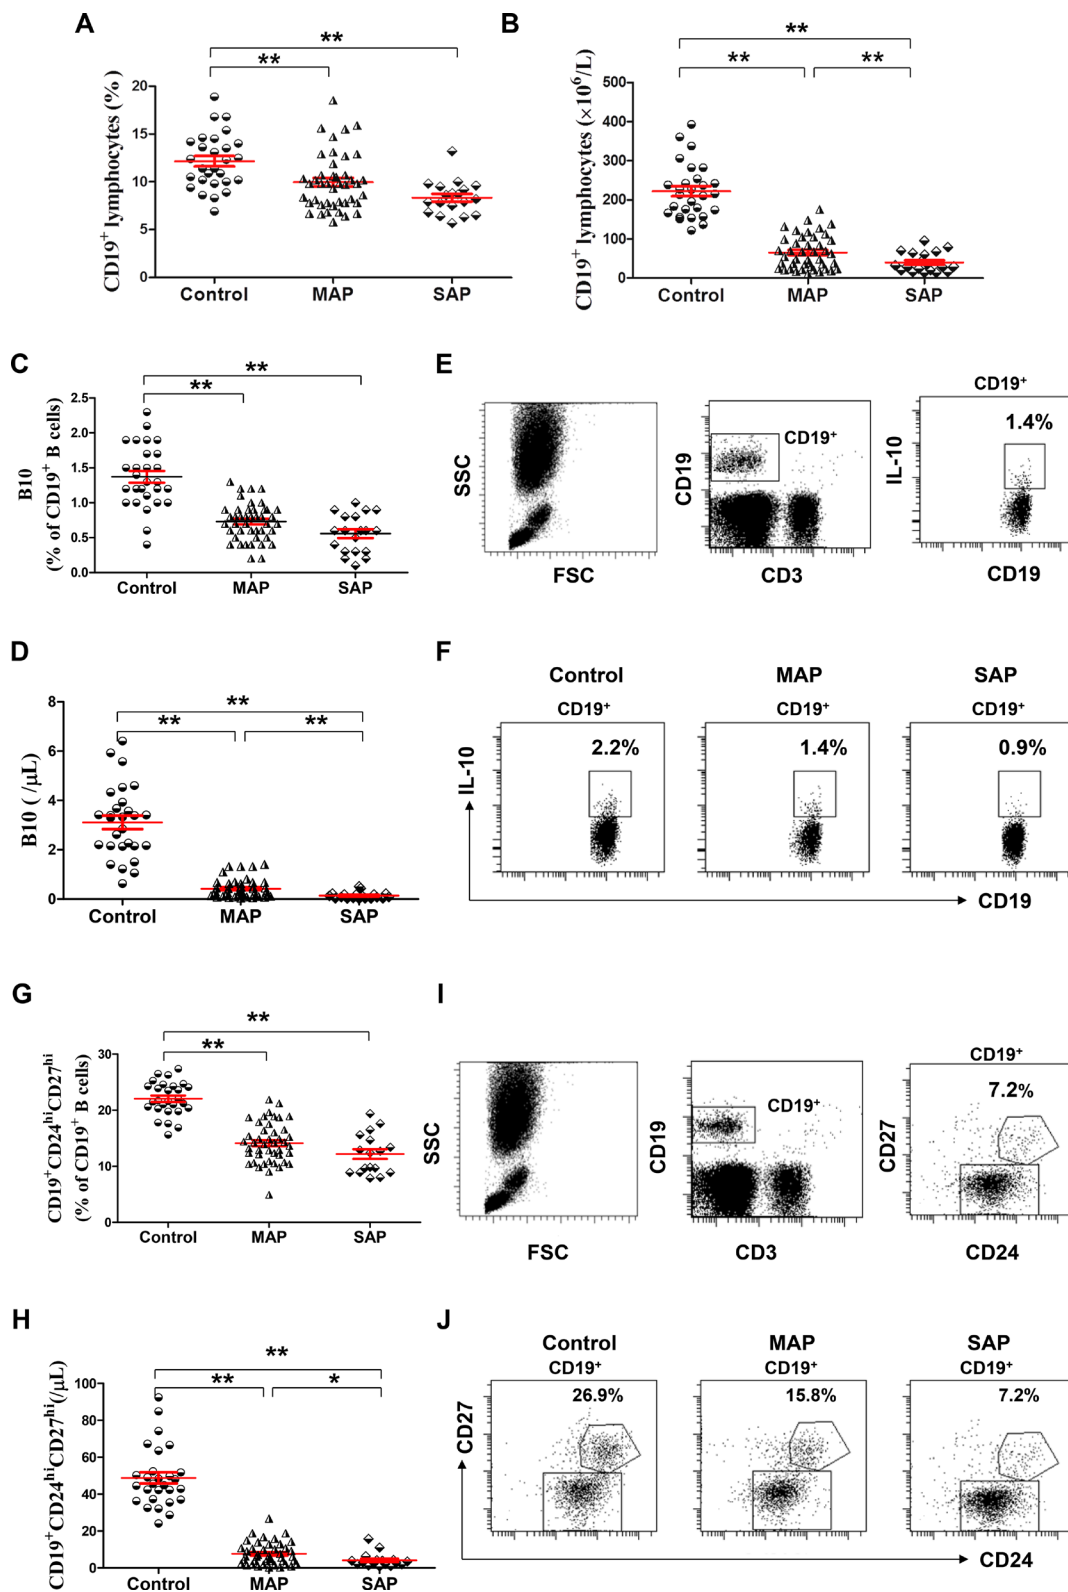 A
**
**
CD19+ lymphocytes (%)
20
15
10
5
0
Control MAP SAP
B
**
** **
CD19+ lymphocytes (×10^6/L)
500
400
300
200
100
0
Control MAP SAP
C
**
**
B10
(% of CD19+ B cells)
2.5
2.0
1.5
1.0
0.5
0.0
Control MAP SAP
E
SSC
FSC
CD19
CD19+
CD3
CD19+
1.4%
IL-10
CD19
D
**
** **
B10 ( /μL)
8
6
4
2
0
Control MAP SAP
F
Control MAP SAP
CD19+ CD19+ CD19+
2.2% 1.4% 0.9%
IL-10
CD19
G
**
**
CD19+CD24hiCD27hi
(% of CD19+ B cells)
30
20
10
0
Control MAP SAP
I
SSC
FSC
CD19
CD19+
CD3
CD19+
7.2%
CD27
CD24
H
**
** *
CD19+CD24hiCD27hi(/μL)
100
80
60
40
20
0
Control MAP SAP
J
Control MAP SAP
CD19+ CD19+ CD19+
26.9% 15.8% 7.2%
CD27
CD24